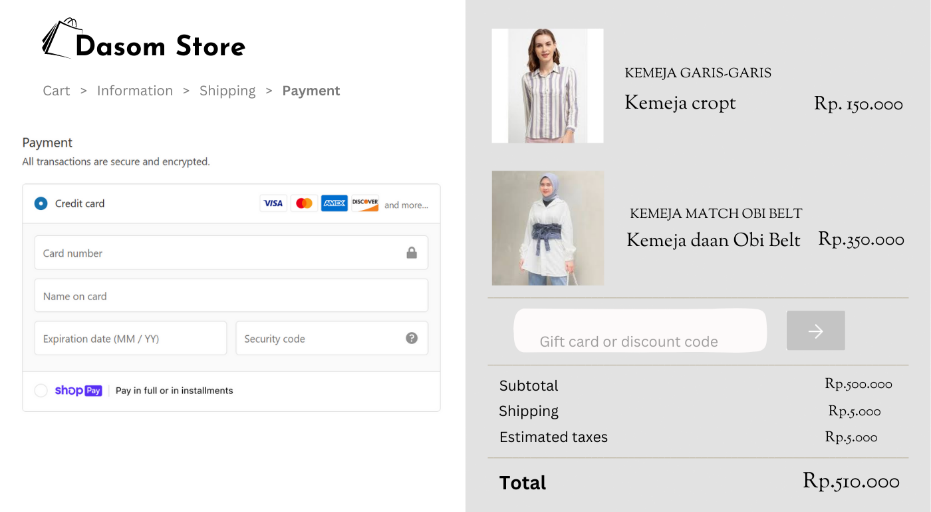 Dasom Store
Cart > Information > Shipping > Payment
Payment
All transactions are secure and encrypted.
Credit card VISA AMEX DISCOVER and more...
Card number
Name on card
Expiration date (MM / YY) Security code ?
shop Pay Pay in full or in installments
KEMEJA GARIS-GARIS
Kemeja cropt Rp. 150.000
KEMEJA MATCH OBI BELT
Kemeja daan Obi Belt Rp.350.000
Gift card or discount code
Subtotal Rp.500.000
Shipping Rp.5.000
Estimated taxes Rp.5.000
Total Rp.510.000